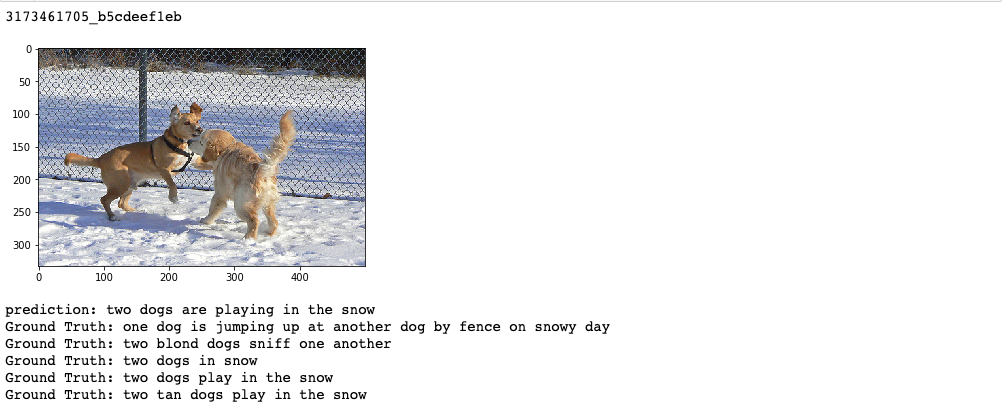 3173461705_b5cdeef1eb
0
50
100
150
200
250
300
0 100 200 300 400
prediction: two dogs are playing in the snow
Ground Truth: one dog is jumping up at another dog by fence on snowy day
Ground Truth: two blond dogs sniff one another
Ground Truth: two dogs in snow
Ground Truth: two dogs play in the snow
Ground Truth: two tan dogs play in the snow